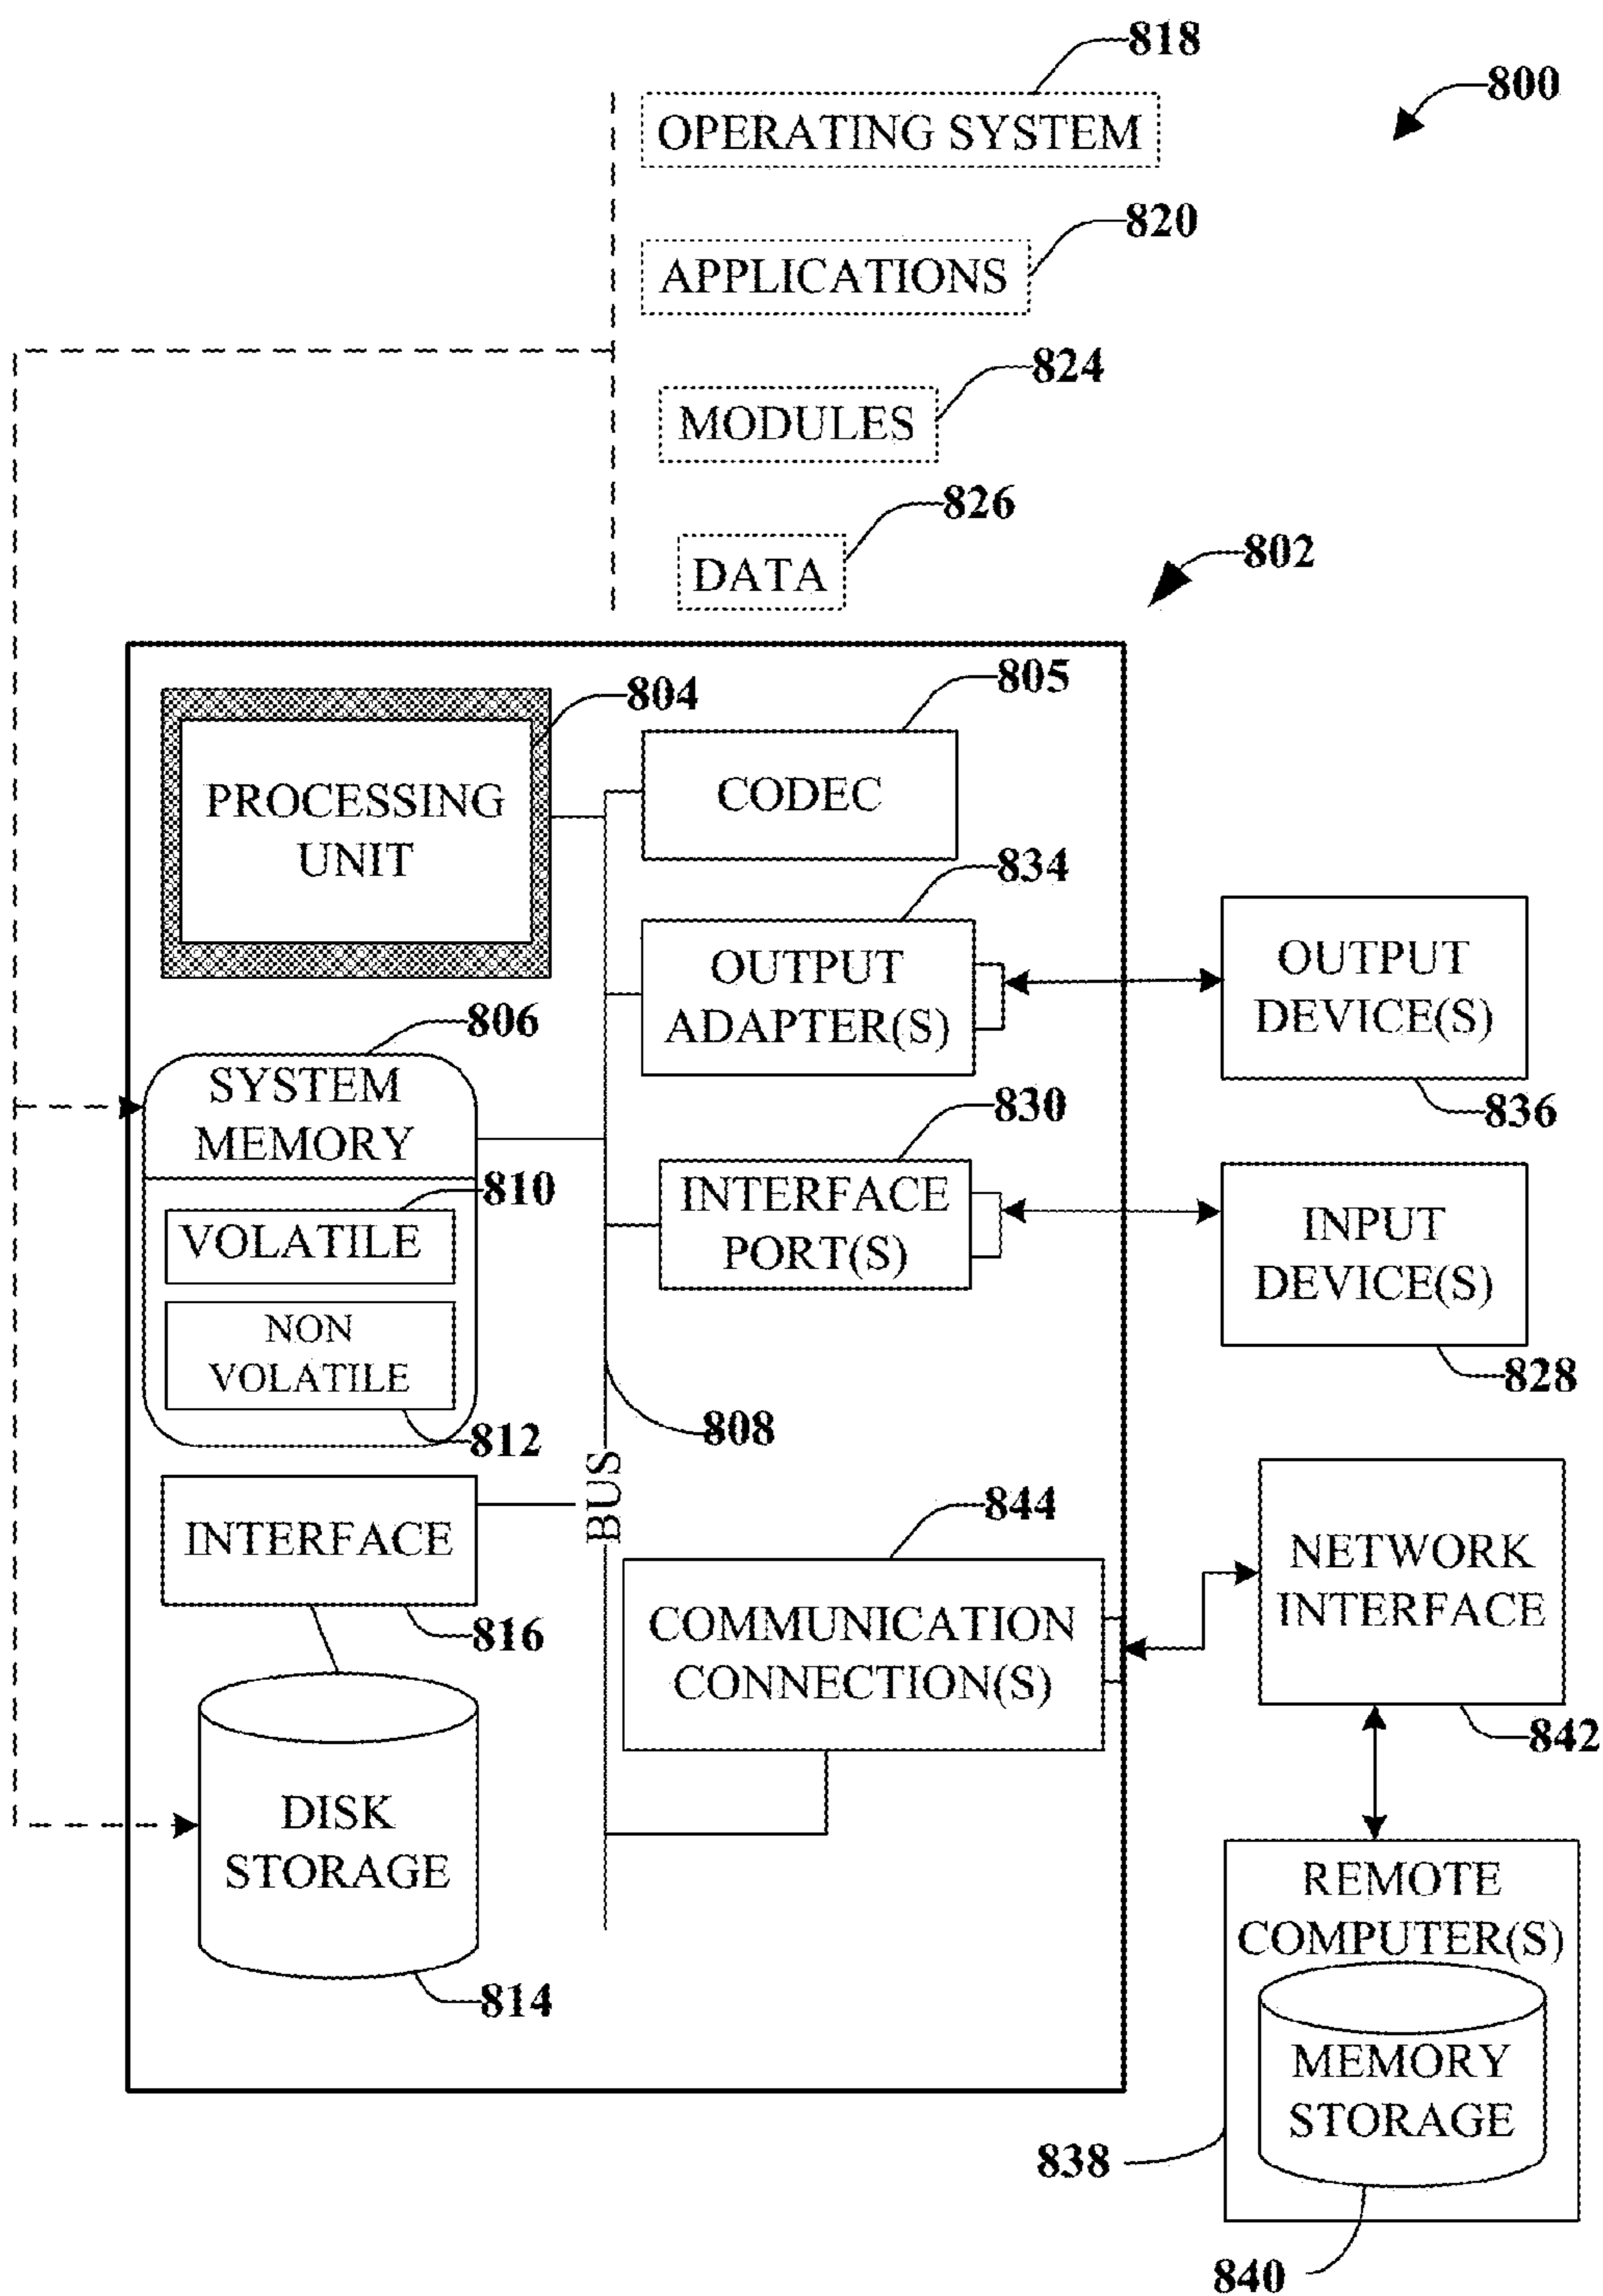 818
800
OPERATING SYSTEM
820
APPLICATIONS
824
MODULES
826
DATA
802
804
805
PROCESSING
UNIT
CODEC
834
OUTPUT
ADAPTER(S)
OUTPUT
DEVICE(S)
836
806
SYSTEM
MEMORY
810
VOLATILE
NON
VOLATILE
812
830
INTERFACE
PORT(S)
INPUT
DEVICE(S)
828
808
BUS
INTERFACE
816
844
COMMUNICATION
CONNECTION(S)
NETWORK
INTERFACE
842
DISK
STORAGE
814
REMOTE
COMPUTER(S)
MEMORY
STORAGE
838
840